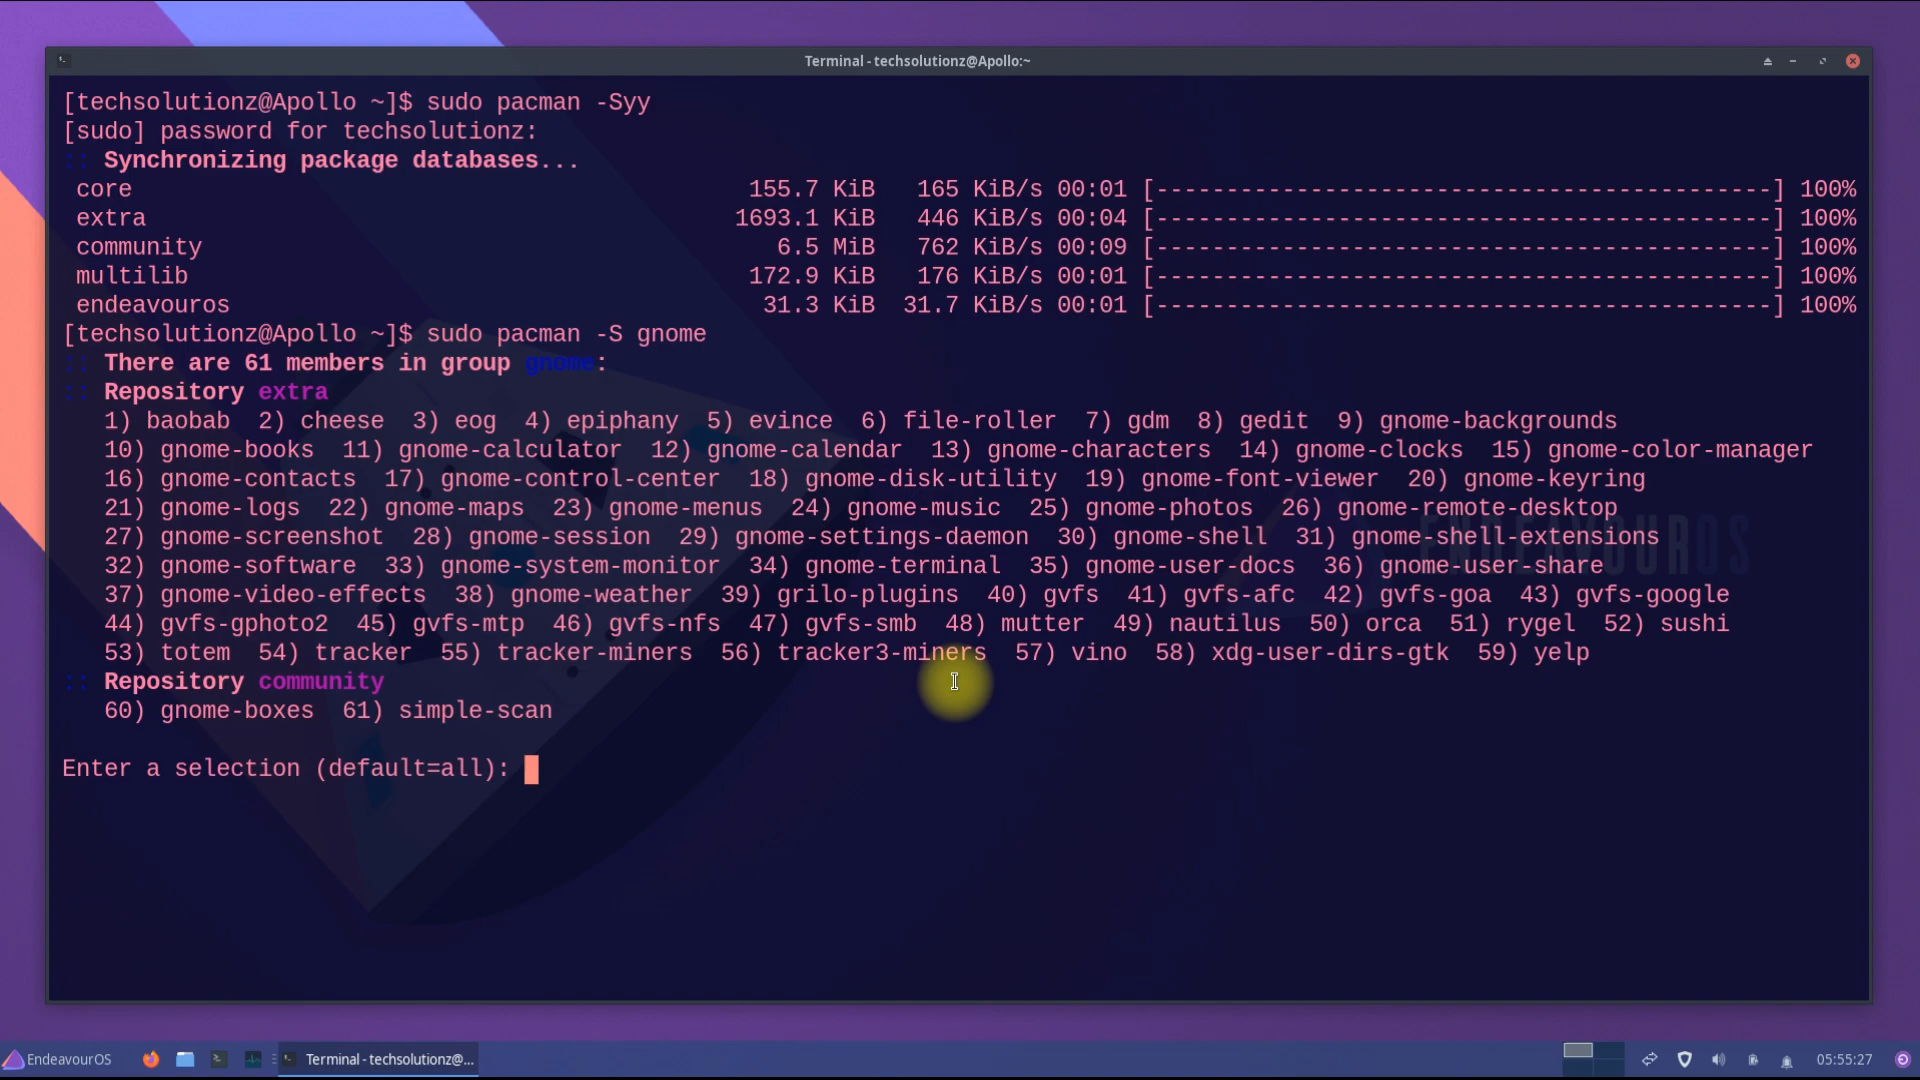 Terminal - techsolutionz@Apollo:~
[techsolutionz@Apollo ~]$ sudo pacman -Syy
[sudo] password for techsolutionz:
:: Synchronizing package databases...
core 155.7 KiB 165 KiB/s 00:01 [--------------------------------------------] 100%
extra 1693.1 KiB 446 KiB/s 00:04 [--------------------------------------------] 100%
community 6.5 MiB 762 KiB/s 00:09 [--------------------------------------------] 100%
multilib 172.9 KiB 176 KiB/s 00:01 [--------------------------------------------] 100%
endeavouros 31.3 KiB 31.7 KiB/s 00:01 [--------------------------------------------] 100%
[techsolutionz@Apollo ~]$ sudo pacman -S gnome
:: There are 61 members in group gnome:
:: Repository extra
1) baobab 2) cheese 3) eog 4) epiphany 5) evince 6) file-roller 7) gdm 8) gedit 9) gnome-backgrounds
10) gnome-books 11) gnome-calculator 12) gnome-calendar 13) gnome-characters 14) gnome-clocks 15) gnome-color-manager
16) gnome-contacts 17) gnome-control-center 18) gnome-disk-utility 19) gnome-font-viewer 20) gnome-keyring
21) gnome-logs 22) gnome-maps 23) gnome-menus 24) gnome-music 25) gnome-photos 26) gnome-remote-desktop
27) gnome-screenshot 28) gnome-session 29) gnome-settings-daemon 30) gnome-shell 31) gnome-shell-extensions
32) gnome-software 33) gnome-system-monitor 34) gnome-terminal 35) gnome-user-docs 36) gnome-user-share
37) gnome-video-effects 38) gnome-weather 39) grilo-plugins 40) gvfs 41) gvfs-afc 42) gvfs-goa 43) gvfs-google
44) gvfs-gphoto2 45) gvfs-mtp 46) gvfs-nfs 47) gvfs-smb 48) mutter 49) nautilus 50) orca 51) rygel 52) sushi
53) totem 54) tracker 55) tracker-miners 56) tracker3-miners 57) vino 58) xdg-user-dirs-gtk 59) yelp
:: Repository community
60) gnome-boxes 61) simple-scan
Enter a selection (default=all):
ENDEAVOUROS
EndeavourOS
Terminal - techsolutionz@...
05:55:27